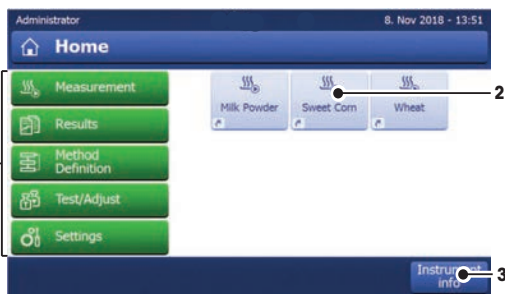 Administrator
8. Nov 2018 - 13:51
Home
Measurement
Results
Method
Definition
Test/Adjust
Settings
Milk Powder
Sweet Corn
Wheat
2
Instrument
info
3